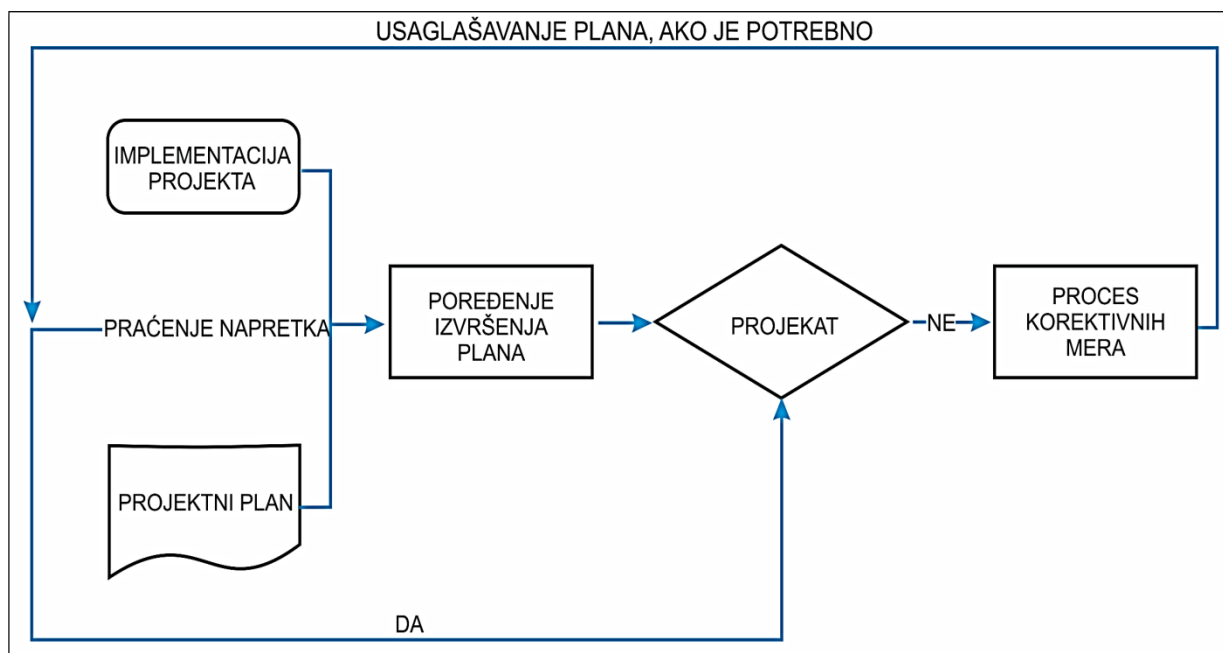 USAGLAŠAVANJE PLANA, AKO JE POTREBNO
IMPLEMENTACIJA
PROJEKTA
PRAĆENJE NAPRETKA
POREĐENJE
IZVRŠENJA
PLANA
PROJEKAT
NE
PROCES
KOREKTIVNIH
MERA
PROJEKTNI PLAN
DA